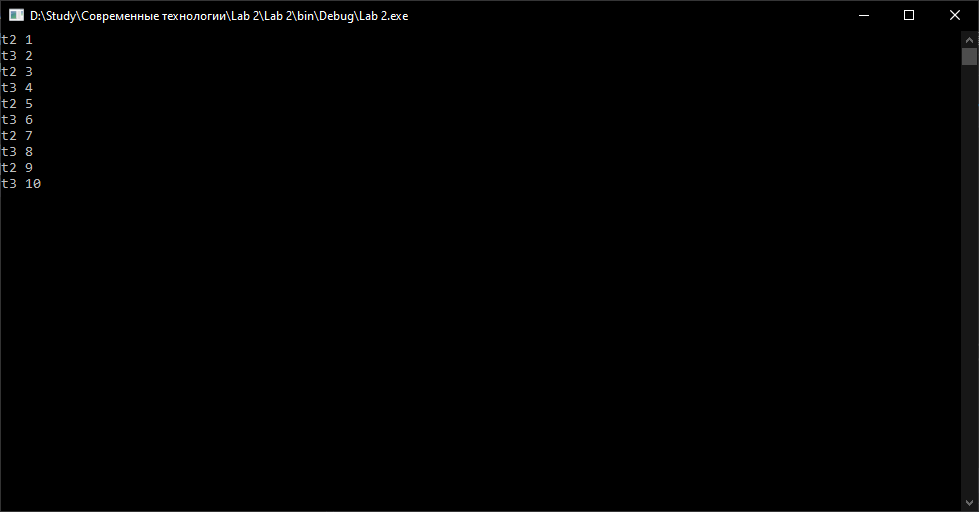 D:\Study\Современные технологии\Lab 2\Lab 2\bin\Debug\Lab 2.exe
t2 1
t3 2
t2 3
t3 4
t2 5
t3 6
t2 7
t3 8
t2 9
t3 10